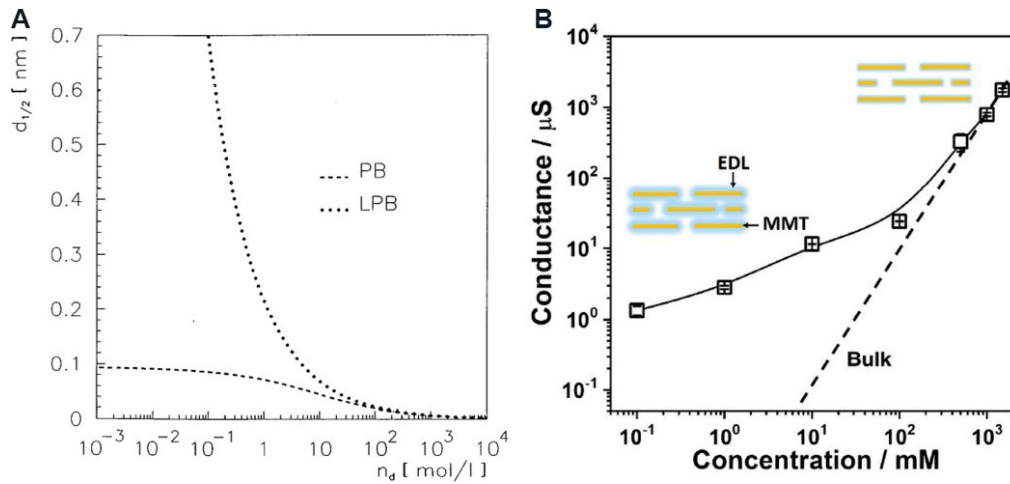 A
d1/2 [ nm ]
0.7
0.6
0.5
0.4
0.3
0.2
0.1
0
PB
LPB
10⁻³ 10⁻² 10⁻¹ 1 10 10² 10³ 10⁴
nd [ mol/l ]
B
Conductance / μS
10⁴
10³
10²
10¹
10⁰
10⁻¹
EDL
MMT
Bulk
10⁻¹ 10⁰ 10¹ 10² 10³
Concentration / mM